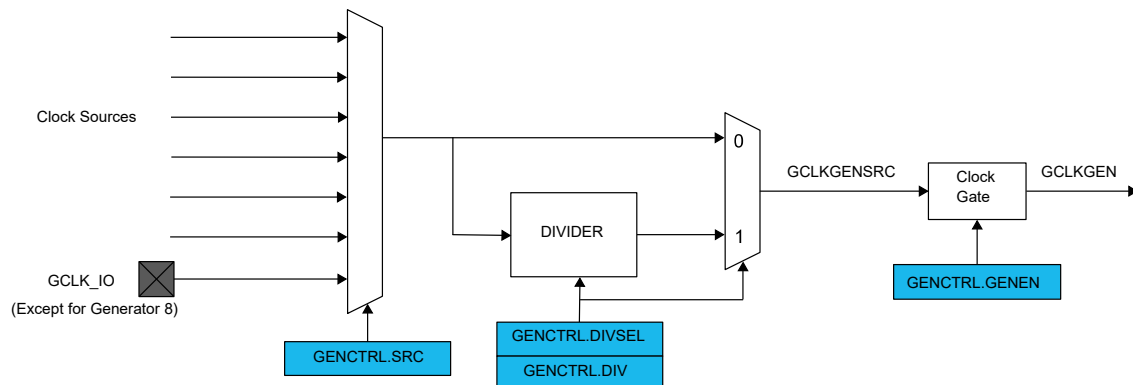 Clock Sources
GCLK_IO
(Except for Generator 8)
GENCTRL.SRC
DIVIDER
GENCTRL.DIVSEL
GENCTRL.DIV
0
1
GCLKGENSRC
Clock
Gate
GCLKGEN
GENCTRL.GENEN